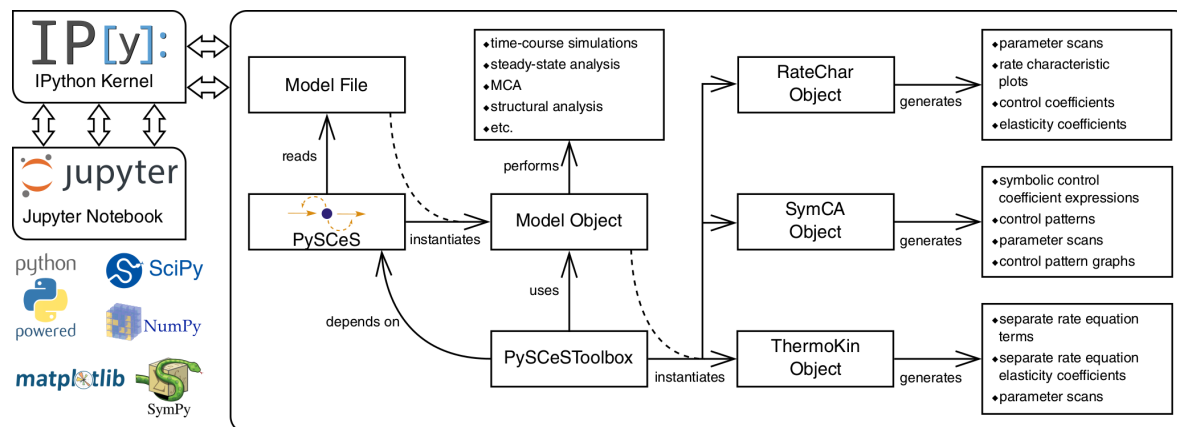 IP[y]:
IPython Kernel
jupyter
Jupyter Notebook
python
powered
SciPy
NumPy
matplotlib
SymPy
Model File
reads
PySCeS
instantiates
depends on
◆time-course simulations
◆steady-state analysis
◆MCA
◆structural analysis
◆etc.
performs
Model Object
uses
PySCeSToolbox
instantiates
RateChar
Object
generates
◆parameter scans
◆rate characteristic
plots
◆control coefficients
◆elasticity coefficients
SymCA
Object
generates
◆symbolic control
coefficient expressions
◆control patterns
◆parameter scans
◆control pattern graphs
ThermoKin
Object
generates
◆separate rate equation
terms
◆separate rate equation
elasticity coefficients
◆parameter scans